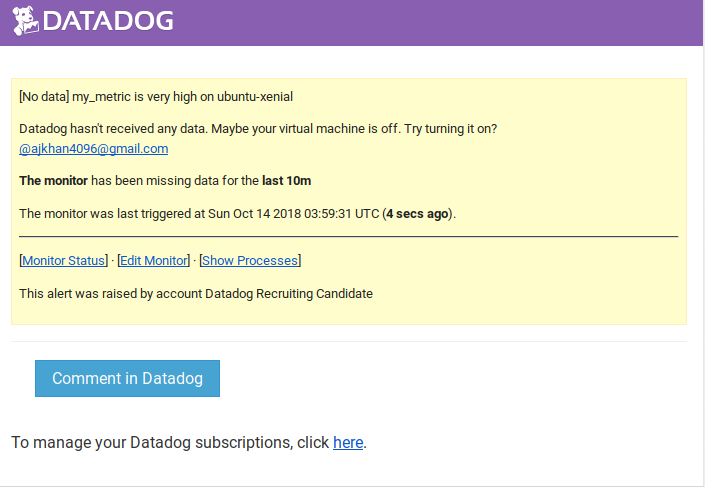 DATADOG
[No data] my_metric is very high on ubuntu-xenial
Datadog hasn't received any data. Maybe your virtual machine is off. Try turning it on?
@ajkhan4096@gmail.com
The monitor has been missing data for the last 10m
The monitor was last triggered at Sun Oct 14 2018 03:59:31 UTC (4 secs ago).
[Monitor Status] · [Edit Monitor] · [Show Processes]
This alert was raised by account Datadog Recruiting Candidate
Comment in Datadog
To manage your Datadog subscriptions, click here.